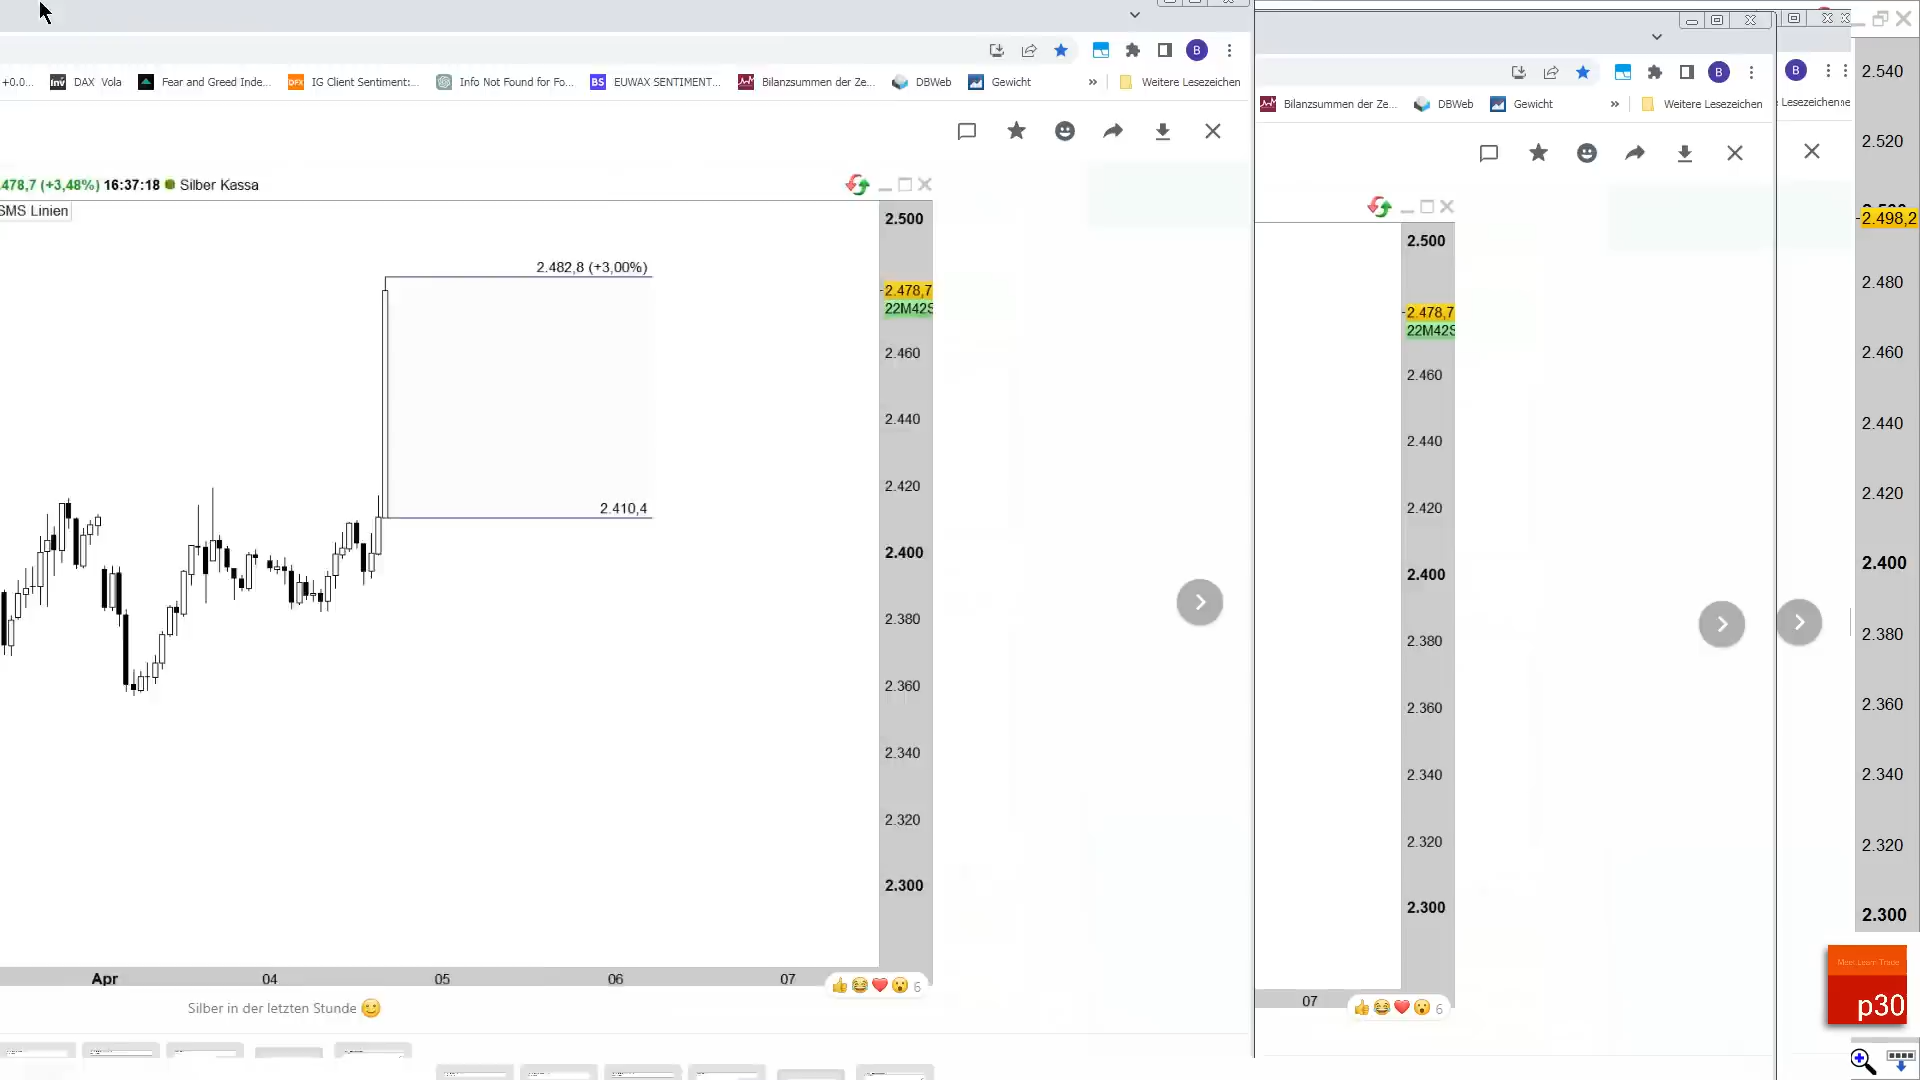 +0.0...
DAX Vola
Fear and Greed Inde...
DFX
IG Client Sentiment:...
Info Not Found for Fo...
BS
EUWAX SENTIMENT...
Bilanzsummen der Ze...
DBWeb
Gewicht
»
Weitere Lesezeichen
B
478,7 (+3,48%) 16:37:18 Silber Kassa
SMS Linien
2.482,8 (+3,00%)
2.410,4
2.500
2.478,7
22M42S
2.460
2.440
2.420
2.400
2.380
2.360
2.340
2.320
2.300
Apr 04 05 06 07
6
Silber in der letzten Stunde
B
Bilanzsummen der Ze...
DBWeb
Gewicht
»
Weitere Lesezeichen
2.500
2.478,7
22M42S
2.460
2.440
2.420
2.400
2.380
2.360
2.340
2.320
2.300
07
6
B
Lesezeichen
2.540
2.520
2.498,2
2.480
2.460
2.440
2.420
2.400
2.380
2.360
2.340
2.320
2.300
Meet Learn Trade
p30